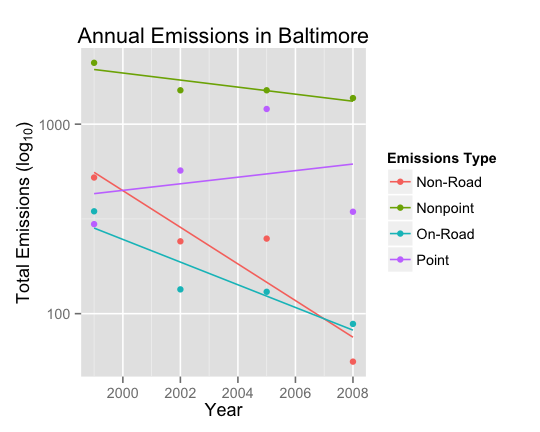 Annual Emissions in Baltimore
Total Emissions (log₁₀)
1000
100
2000 2002 2004 2006 2008
Year
Emissions Type
Non-Road
Nonpoint
On-Road
Point